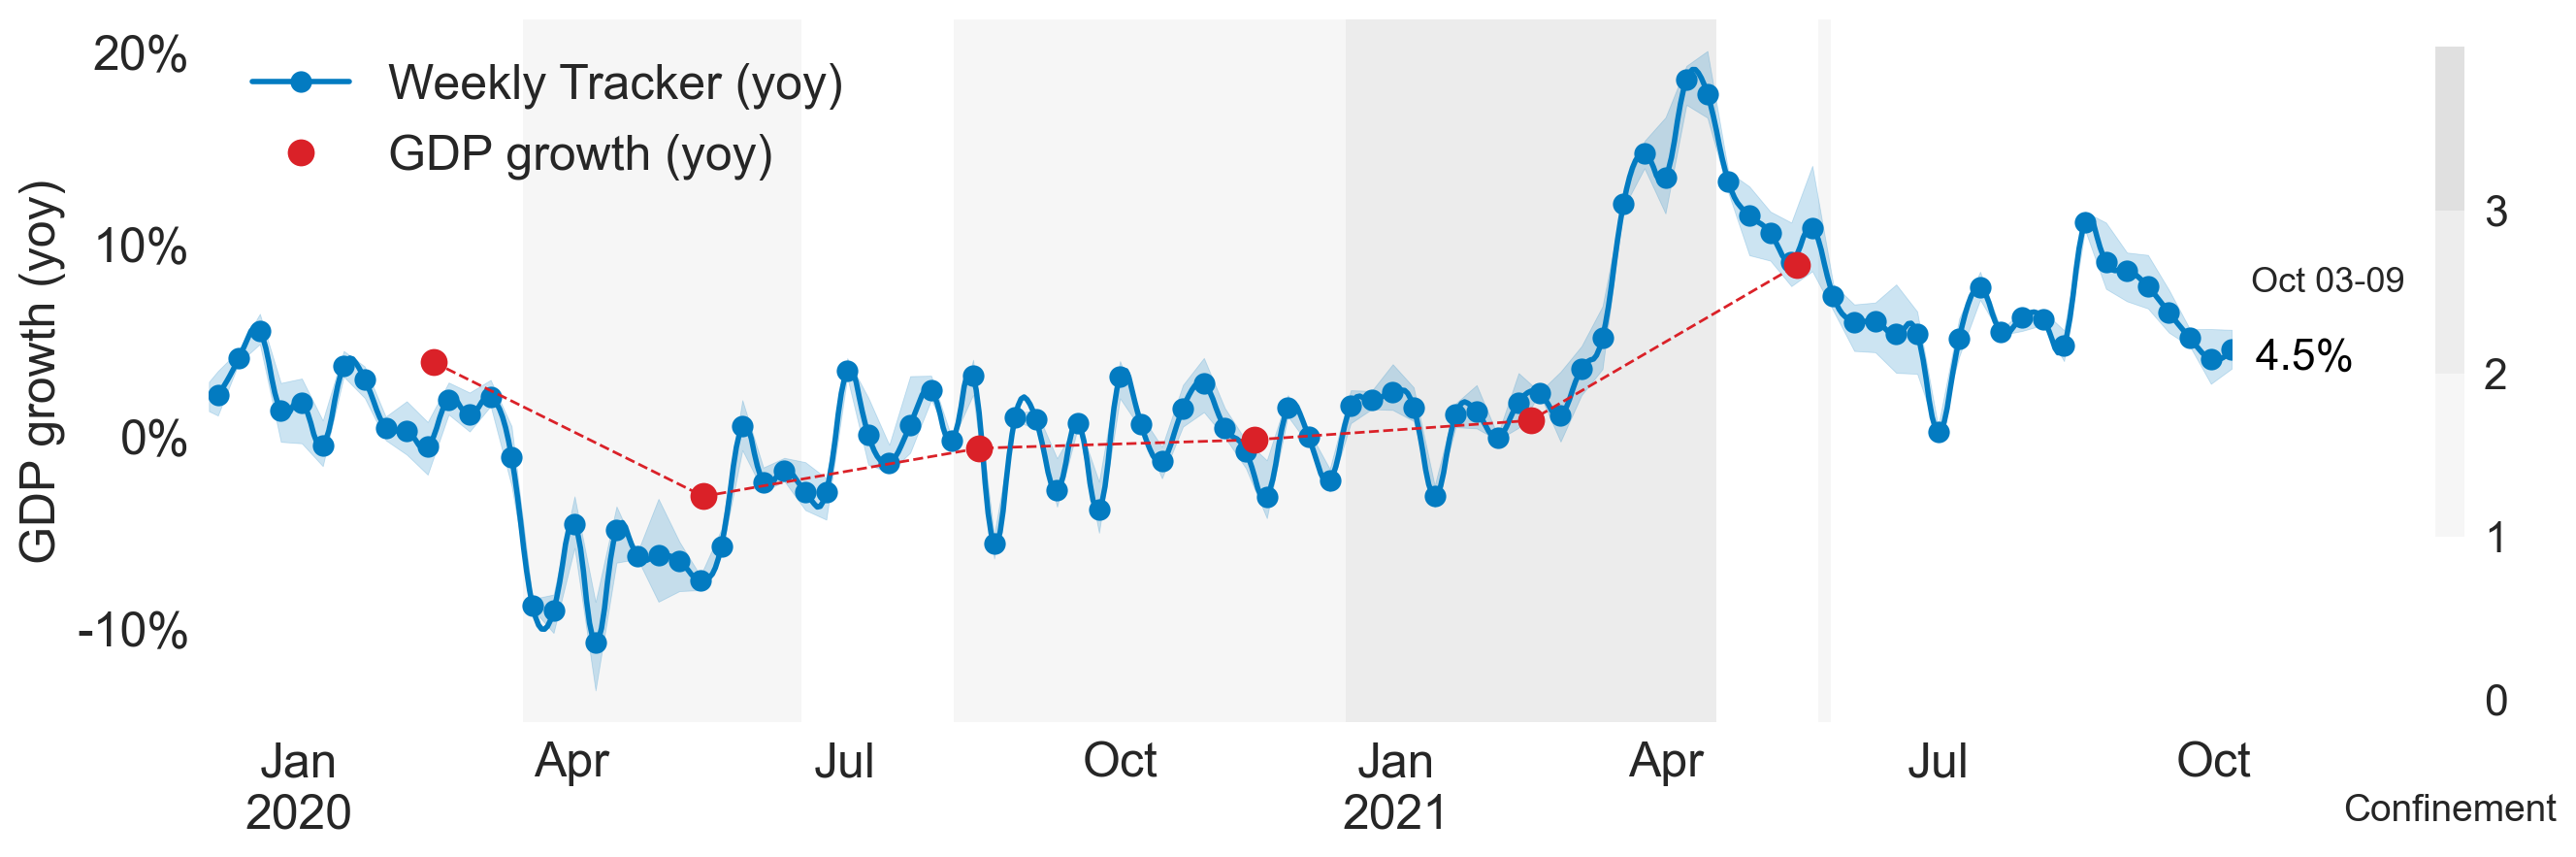 20%
10%
0%
-10%
GDP growth (yoy)
Weekly Tracker (yoy)
GDP growth (yoy)
Oct 03-09
4.5%
3
2
1
0
Jan
2020
Apr
Jul
Oct
Jan
2021
Apr
Jul
Oct
Confinement